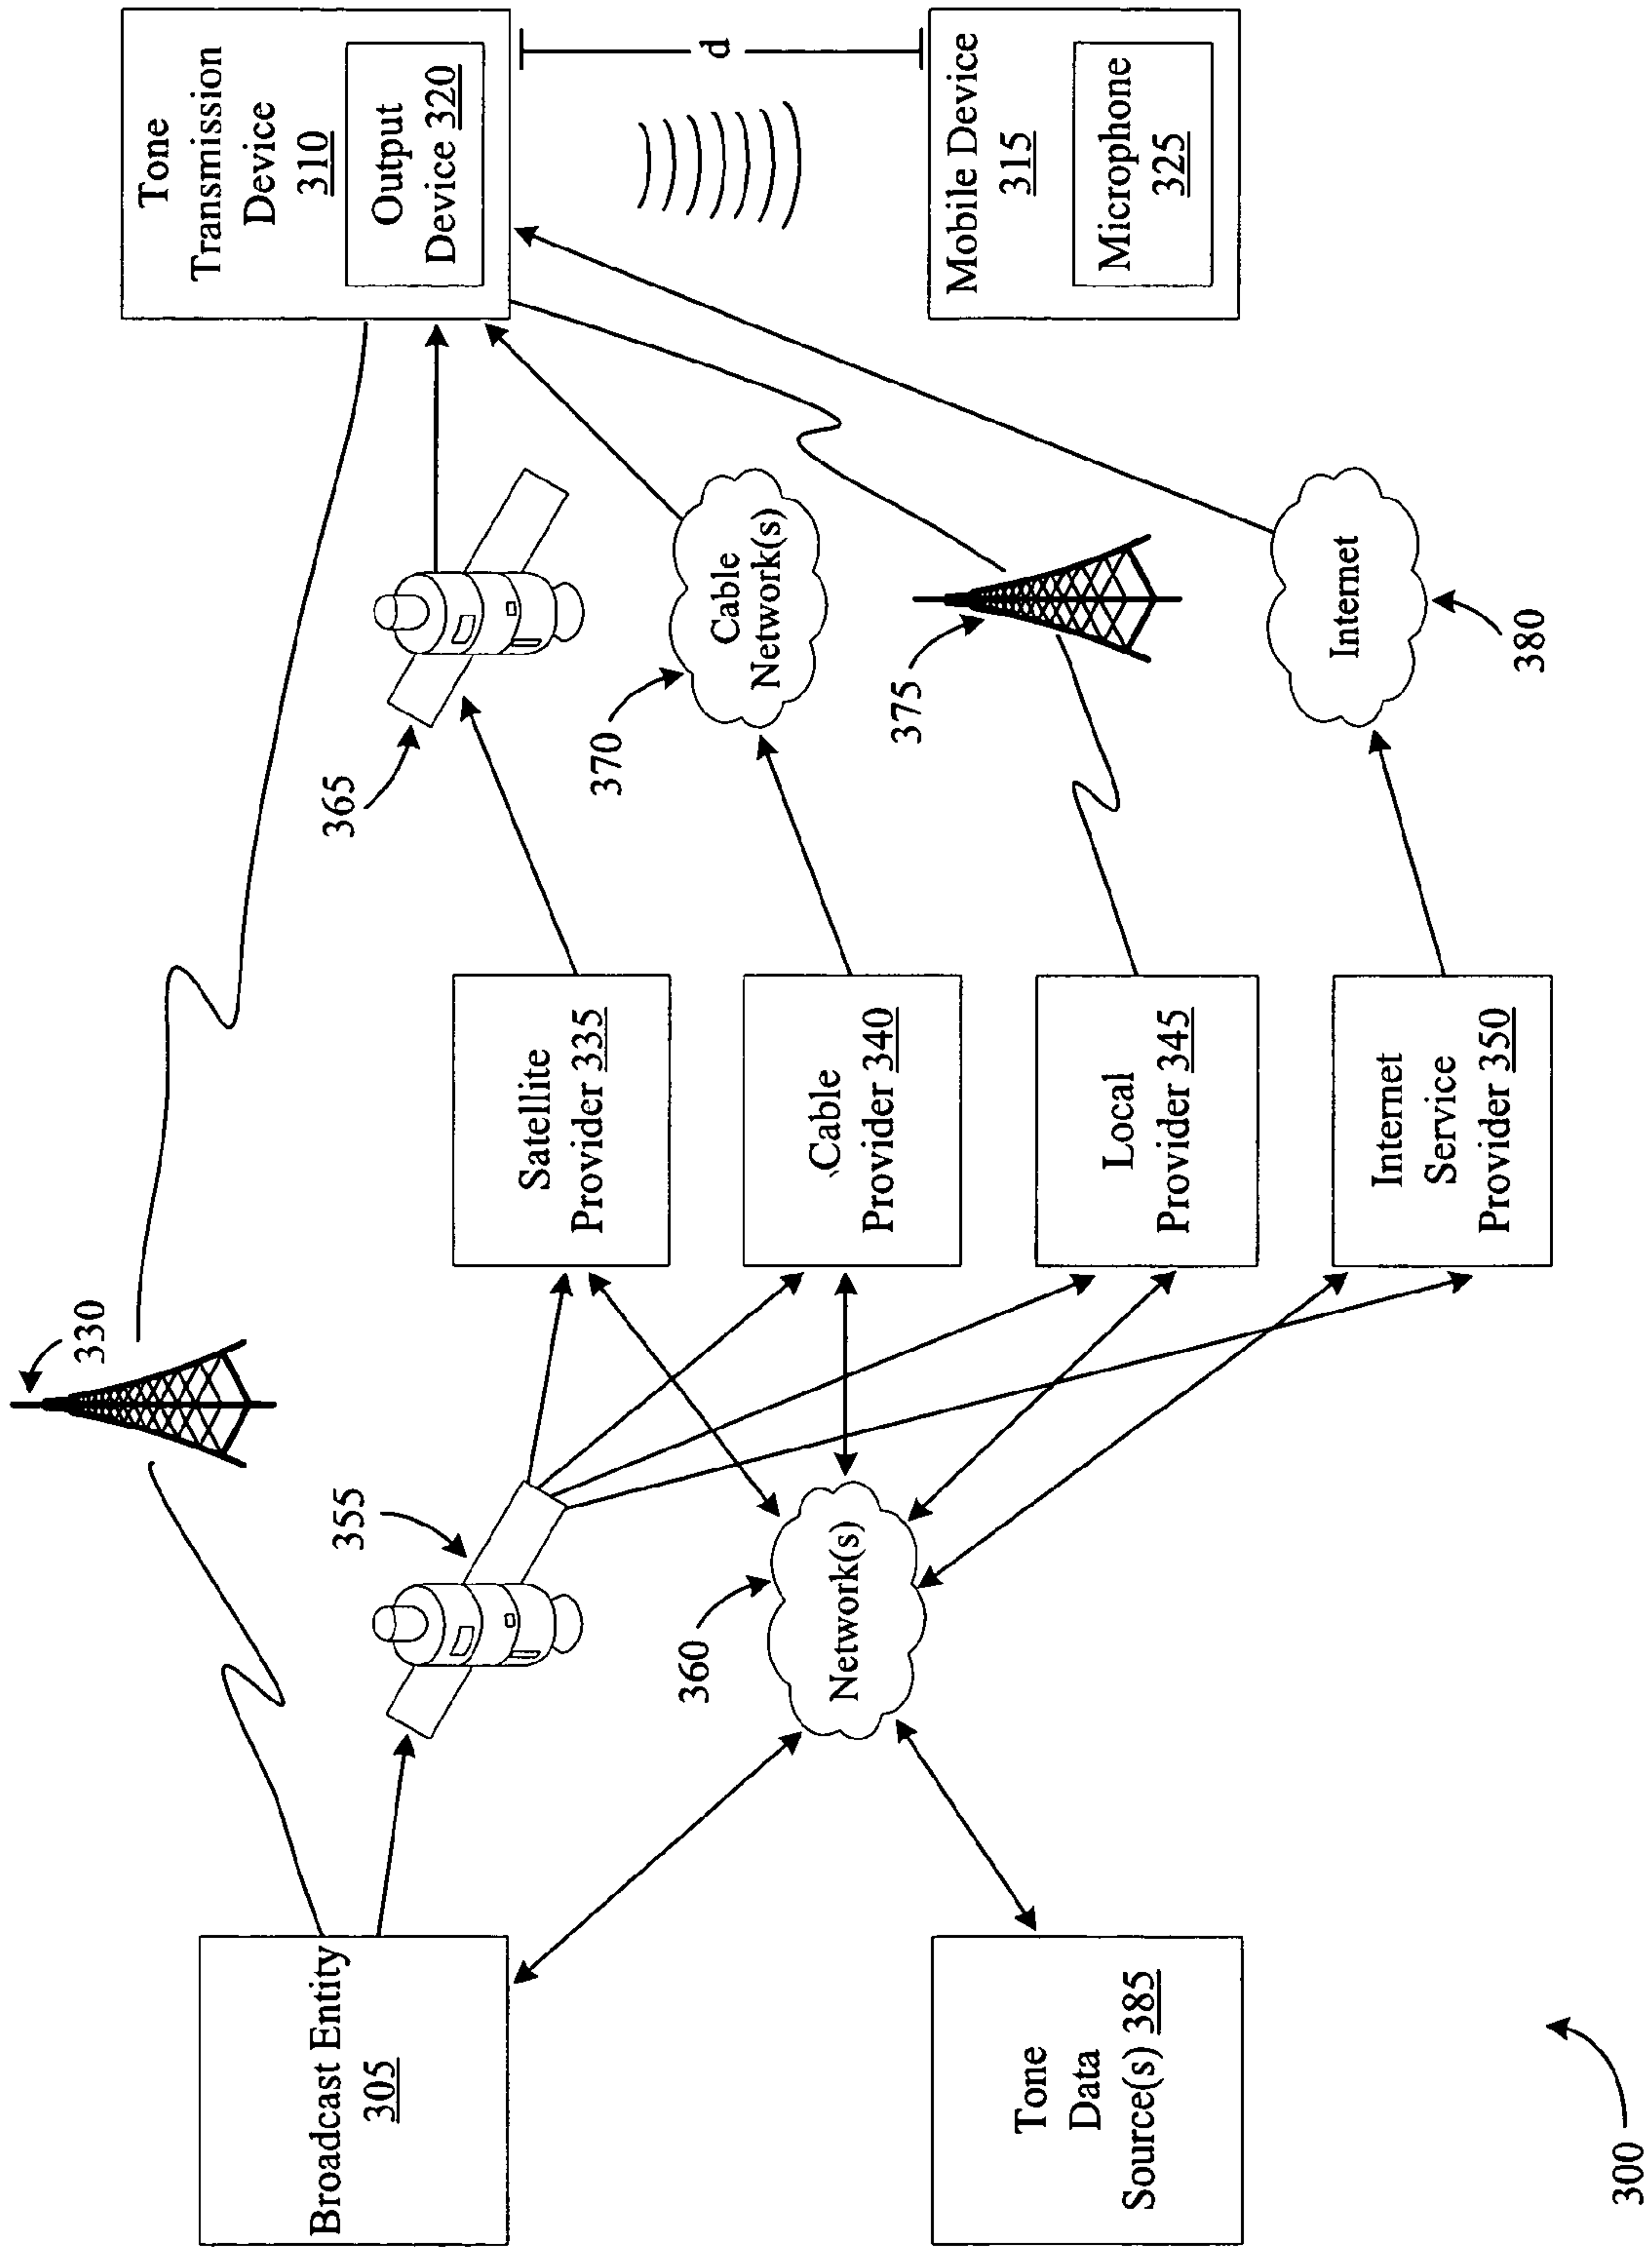 Broadcast Entity
305
Tone
Data
Source(s) 385
300
330
355
360
Network(s)
Satellite
Provider 335
Cable
Provider 340
Local
Provider 345
Internet
Service
Provider 350
365
370
Cable
Network(s)
375
Internet
380
Tone
Transmission
Device
310
Output
Device 320
d
Mobile Device
315
Microphone
325